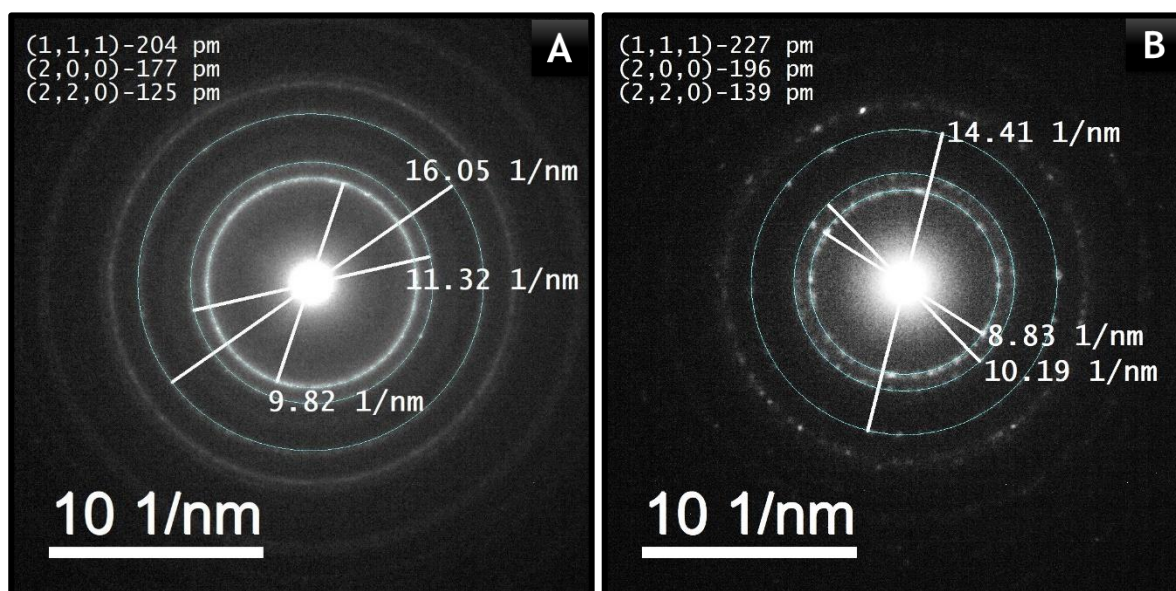 (1,1,1)-204 pm
(2,0,0)-177 pm
(2,2,0)-125 pm
A
16.05 1/nm
11.32 1/nm
9.82 1/nm
10 1/nm
(1,1,1)-227 pm
(2,0,0)-196 pm
(2,2,0)-139 pm
B
14.41 1/nm
8.83 1/nm
10.19 1/nm
10 1/nm